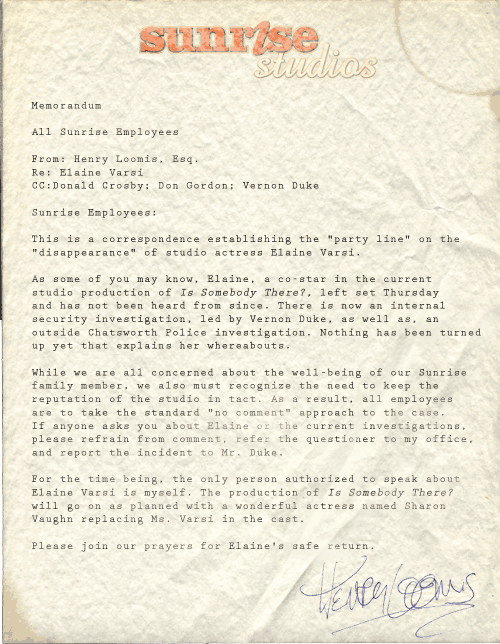 sunrise
studios
Memorandum
All Sunrise Employees
From: Henry Loomis, Esq.
Re: Elaine Varsi
CC:Donald Crosby; Don Gordon; Vernon Duke
Sunrise Employees:
This is a correspondence establishing the "party line" on the
"disappearance" of studio actress Elaine Varsi.
As some of you may know, Elaine, a co-star in the current
studio production of Is Somebody There?, left set Thursday
and has not been heard from since. There is now an internal
security investigation, led by Vernon Duke, as well as, an
outside Chatsworth Police investigation. Nothing has been turned
up yet that explains her whereabouts.
While we are all concerned about the well-being of our Sunrise
family member, we also must recognize the need to keep the
reputation of the studio in tact. As a result, all employees
are to take the standard "no comment" approach to the case.
If anyone asks you about Elaine or the current investigations,
please refrain from comment, refer the questioner to my office,
and report the incident to Mr. Duke.
For the time being, the only person authorized to speak about
Elaine Varsi is myself. The production of Is Somebody There?
will go on as planned with a wonderful actress named Sharon
Vaughn replacing Ms. Varsi in the cast.
Please join our prayers for Elaine's safe return.
Henry Loomis